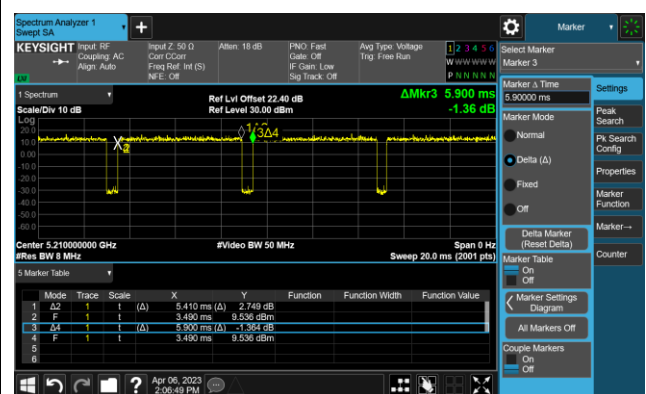 Spectrum Analyzer 1
Swept SA
+
Marker
KEYSIGHT Input: RF Input Z: 50 Ω Atten: 18 dB PNO: Fast Avg Type: Voltage 1 2 3 4 5 6
Coupling: AC Corr CCorr Gate: Off Trig: Free Run
Align: Auto Freq Ref: Int (S) IF Gain: Low W W W W W W
NFE: Off Sig Track: Off P N N N N N
Select Marker
Marker 3
1 Spectrum
Scale/Div 10 dB
Ref Lvl Offset 22.40 dB
Ref Level 30.00 dBm
ΔMkr3 5.900 ms
-1.36 dB
Log
20.0
10.0
0.00
-10.0
-20.0
-30.0
-40.0
-50.0
-60.0
2
1/3Δ4
Center 5.210000000 GHz
#Res BW 8 MHz
#Video BW 50 MHz
Span 0 Hz
Sweep 20.0 ms (2001 pts)
5 Marker Table
Mode Trace Scale X Y Function Function Width Function Value
1 Δ2 1 t (Δ) 5.410 ms (Δ) 2.749 dB
2 F 1 t 3.490 ms 9.536 dBm
3 Δ4 1 t (Δ) 5.900 ms (Δ) -1.364 dB
4 F 1 t 3.490 ms 9.536 dBm
5
6
Marker Δ Time
5.90000 ms
Marker Mode
Normal
Delta (Δ)
Fixed
Off
Delta Marker
(Reset Delta)
Marker Table
On
Off
Marker Settings
Diagram
All Markers Off
Couple Markers
On
Off
Settings
Peak
Search
Pk Search
Config
Properties
Marker
Function
Marker→
Counter
?
Apr 06, 2023
2:06:49 PM